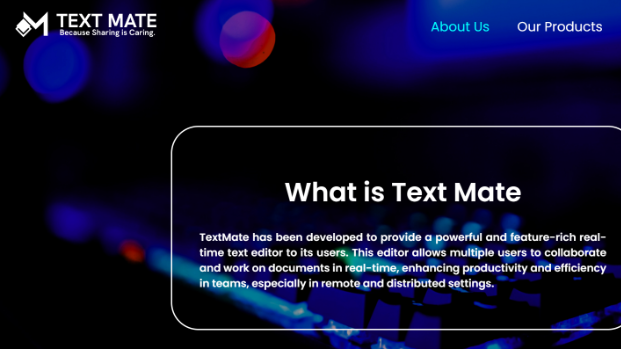 TEXT MATE
Because Sharing is Caring.
About Us
Our Products
What is Text Mate
TextMate has been developed to provide a powerful and feature-rich real-
time text editor to its users. This editor allows multiple users to collaborate
and work on documents in real-time, enhancing productivity and efficiency
in teams, especially in remote and distributed settings.